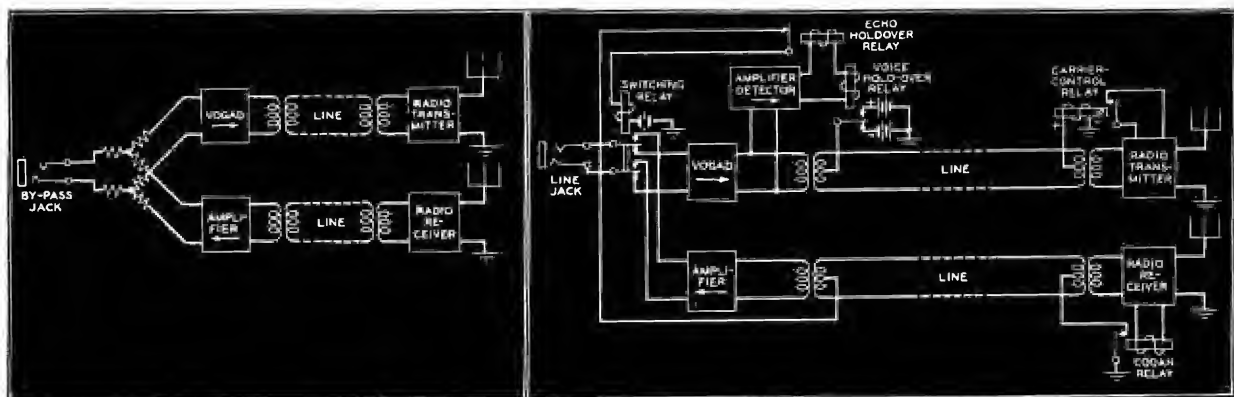 BY-PASS
JACK
VOGAD
LINE
RADIO
TRANS-
MITTER
AMPLI-
FIER
LINE
RADIO
RE-
CEIVER
ECHO
HOLDOVER
RELAY
SWITCHING
RELAY
AMPLIFIER
DETECTOR
VOICE
HOLD-OVER
RELAY
CARRIER-
CONTROL
RELAY
LINE
JACK
VOGAD
LINE
RADIO
TRANS-
MITTER
AMPLI-
FIER
LINE
RADIO
RE-
CEIVER
CODAN
RELAY